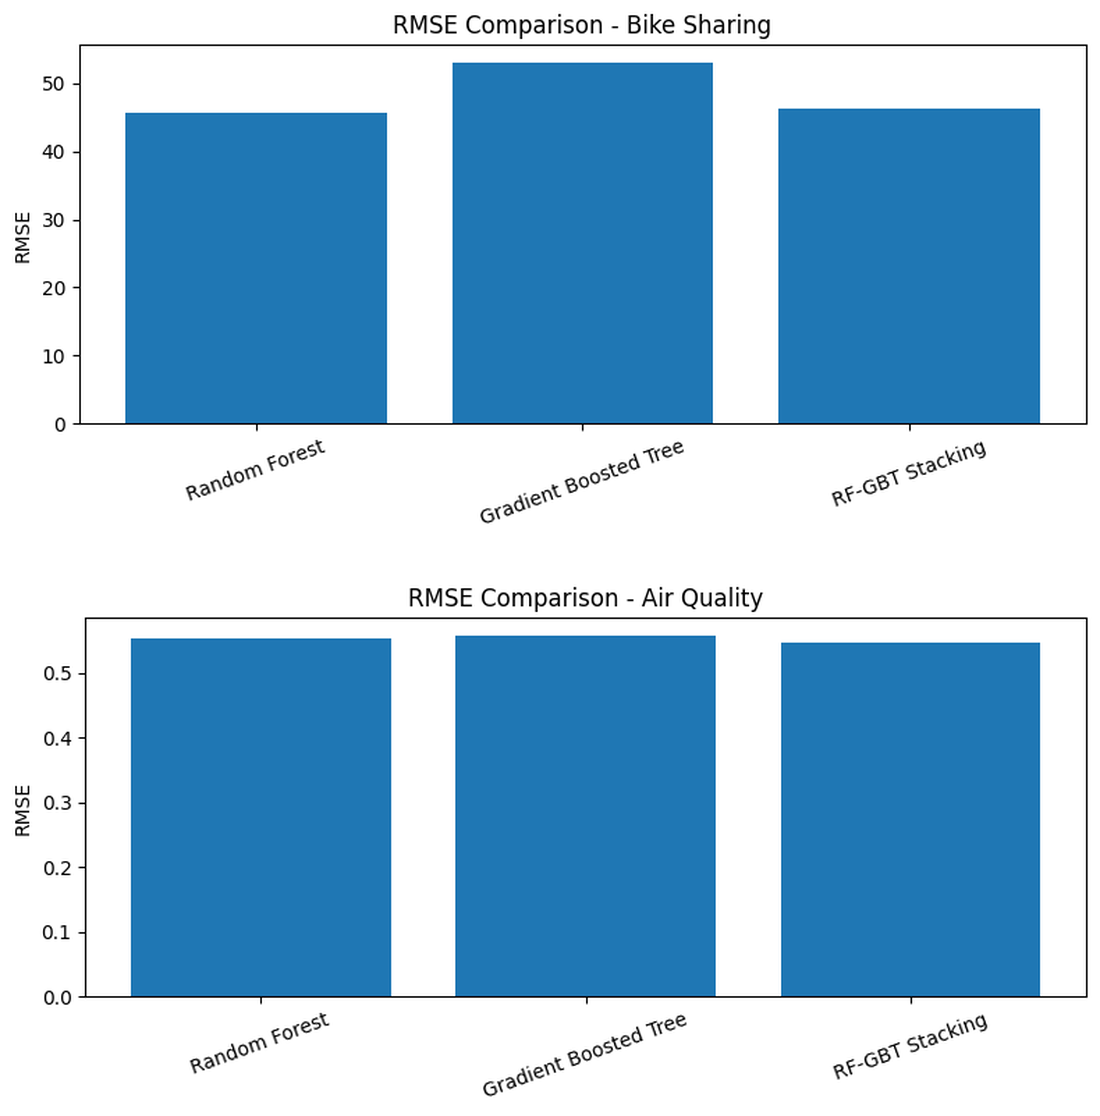 RMSE Comparison - Bike Sharing
50
40
30
20
10
0
RMSE
Random Forest
Gradient Boosted Tree
RF-GBT Stacking
RMSE Comparison - Air Quality
0.5
0.4
0.3
0.2
0.1
0.0
RMSE
Random Forest
Gradient Boosted Tree
RF-GBT Stacking